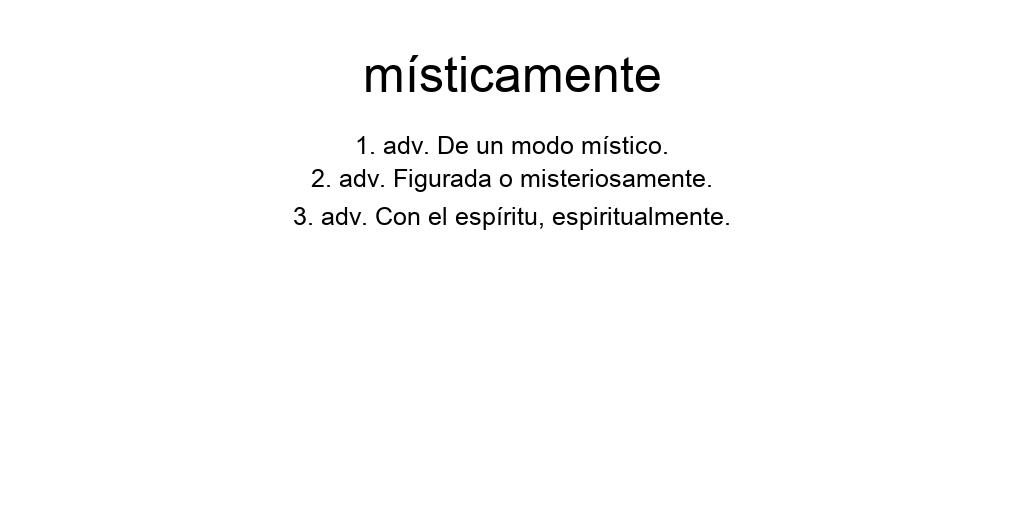 místicamente
1. adv. De un modo místico.
2. adv. Figurada o misteriosamente.
3. adv. Con el espíritu, espiritualmente.